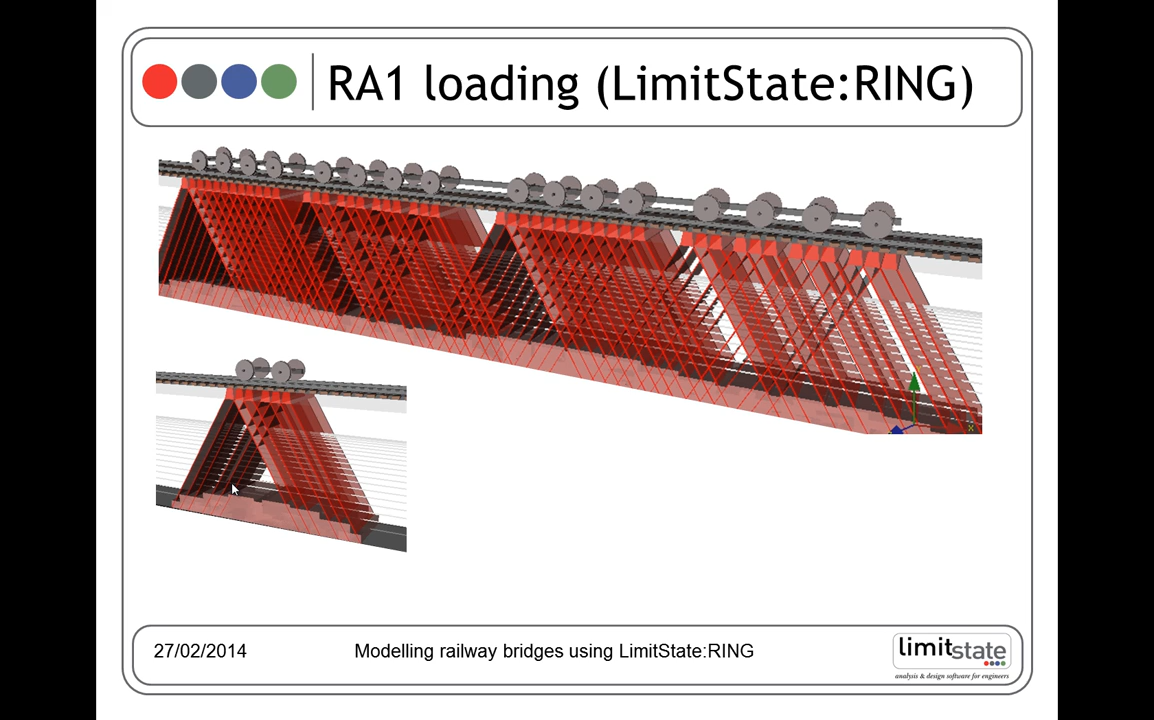 RA1 loading (LimitState:RING)
x
27/02/2014
Modelling railway bridges using LimitState:RING
limitstate
analysis & design software for engineers